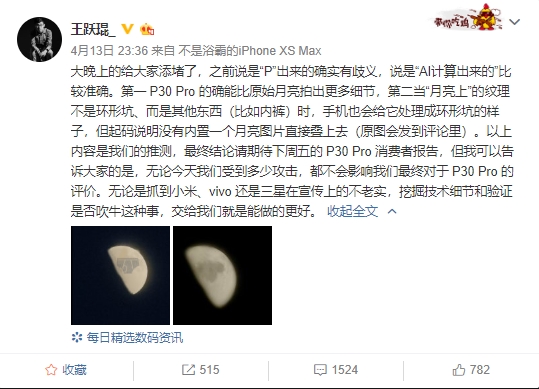 王跃琨_
4月13日 23:36 来自 不是浴霸的iPhone XS Max
大晚上的给大家添堵了，之前说是“P”出来的确实有歧义，说是“AI计算出来的”比
较准确。第一 P30 Pro 的确能比原始月亮拍出更多细节，第二当“月亮上”的纹理
不是环形坑、而是其他东西（比如内裤）时，手机也会给它处理成环形坑的样
子，但起码说明没有内置一个月亮图片直接叠上去（原图会发到评论里）。以上
内容是我们的推测，最终结论请期待下周五的 P30 Pro 消费者报告，但我可以告
诉大家的是，无论今天我们受到多少攻击，都不会影响我们最终对于 P30 Pro 的
评价。无论是抓到小米、vivo 还是三星在宣传上的不老实，挖掘技术细节和验证
是否吹牛这种事，交给我们就是能做的更好。 收起全文
每日精选数码资讯
收藏 515 1524 782